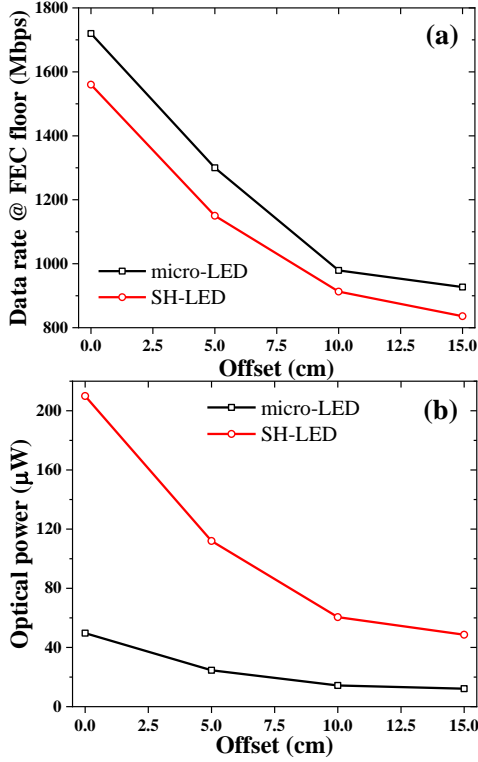 1800
(a)
1600
1400
1200
1000
800
Data rate @ FEC floor (Mbps)
micro-LED
SH-LED
0.0 2.5 5.0 7.5 10.0 12.5 15.0
Offset (cm)
(b)
200
160
120
80
40
0
Optical power (µW)
micro-LED
SH-LED
0.0 2.5 5.0 7.5 10.0 12.5 15.0
Offset (cm)